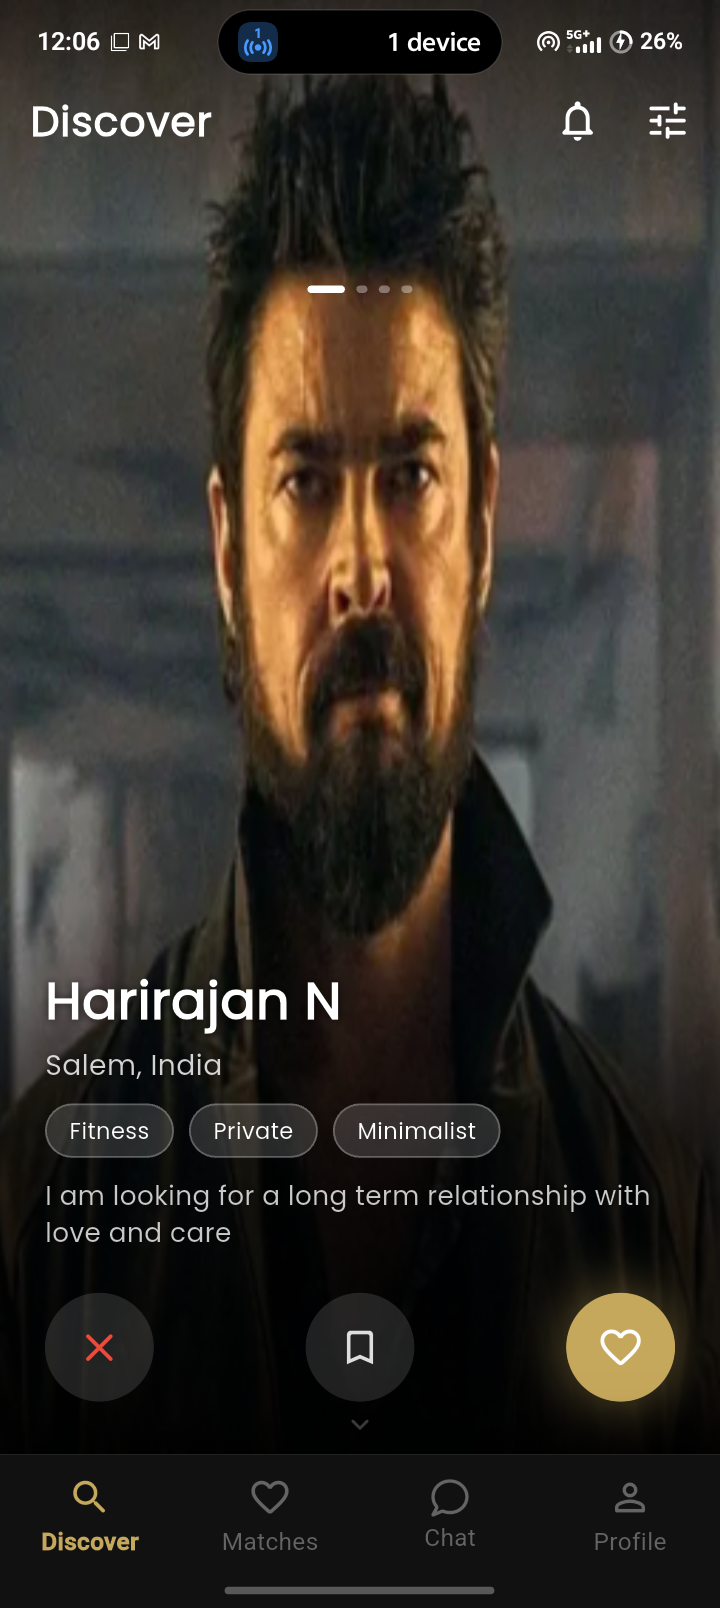 12:06
1
1 device
5G+
26%
Discover
Harirajan N
Salem, India
Fitness
Private
Minimalist
I am looking for a long term relationship with
love and care
Discover
Matches
Chat
Profile